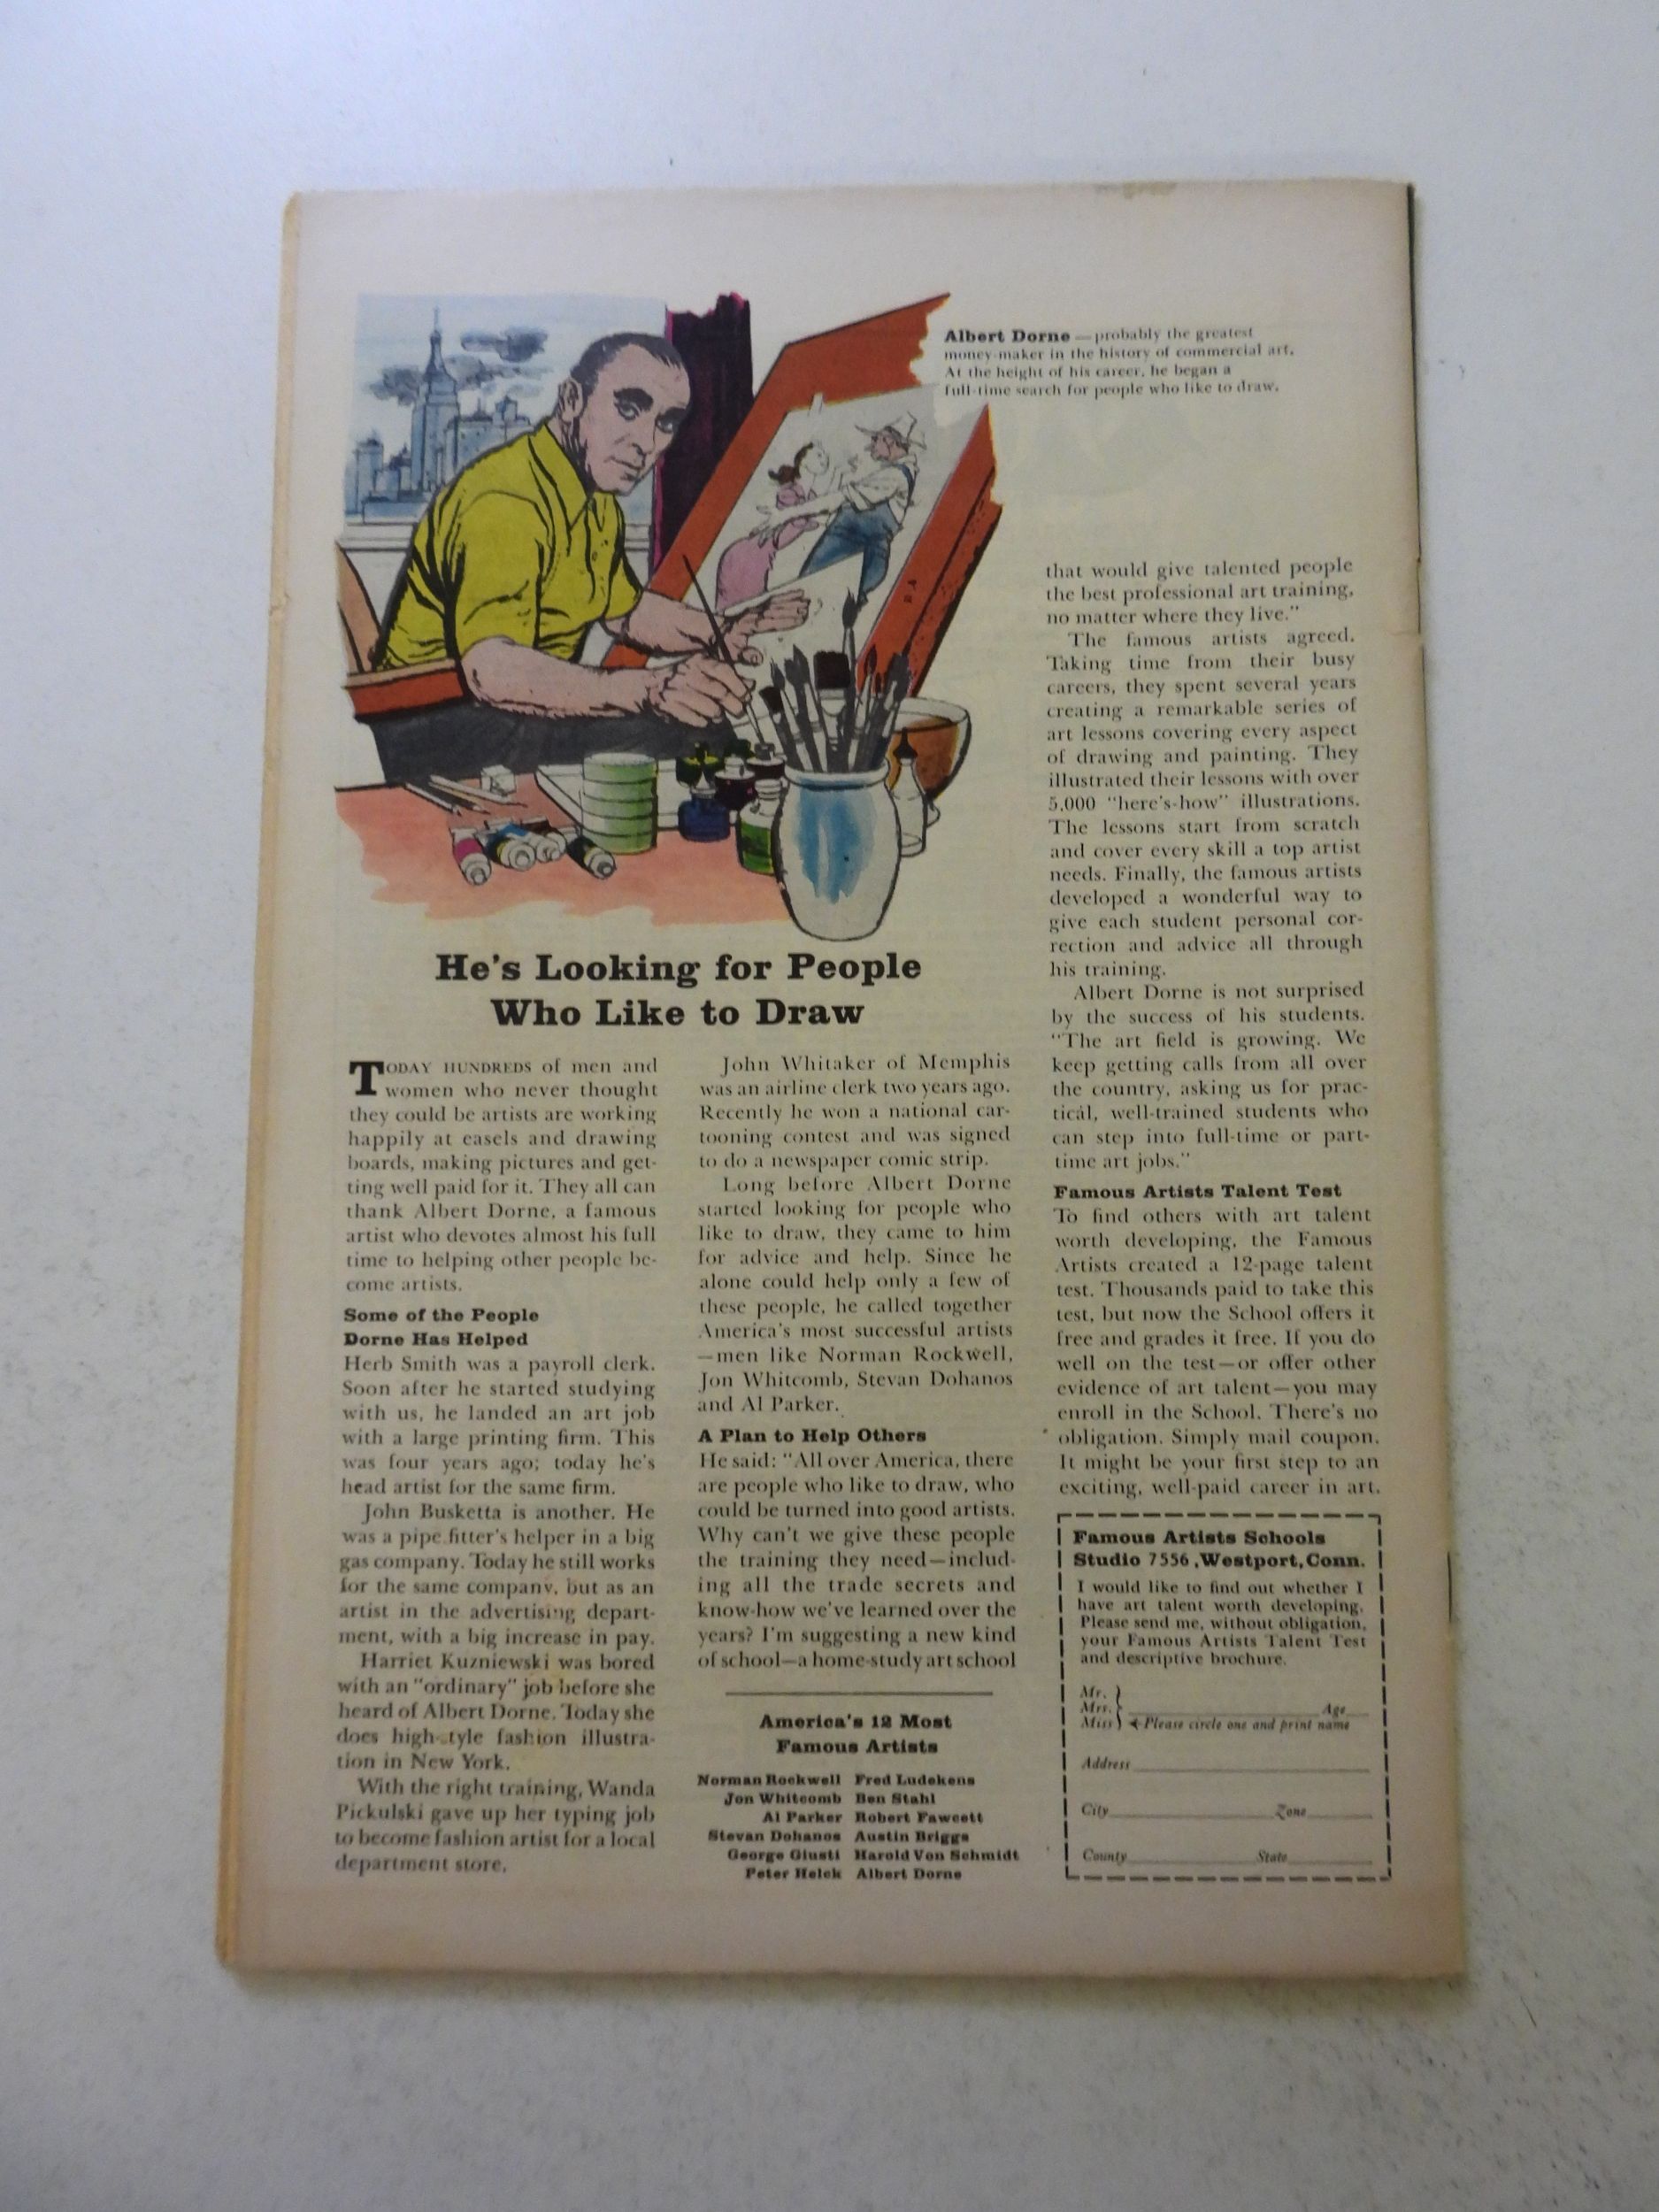 Albert Dorne — probably the greatest
money-maker in the history of commercial art.
At the height of his career, he began a
full-time search for people who like to draw.
He's Looking for People
Who Like to Draw
TODAY HUNDREDS of men and
women who never thought
they could be artists are working
happily at easels and drawing
boards, making pictures and get-
ting well paid for it. They all can
thank Albert Dorne, a famous
artist who devotes almost his full
time to helping other people be-
come artists.
Some of the People
Dorne Has Helped
Herb Smith was a payroll clerk.
Soon after he started studying
with us, he landed an art job
with a large printing firm. This
was four years ago; today he's
head artist for the same firm.
John Busketta is another. He
was a pipe fitter's helper in a big
gas company. Today he still works
for the same company, but as an
artist in the advertising depart-
ment, with a big increase in pay.
Harriet Kuzniewski was bored
with an "ordinary" job before she
heard of Albert Dorne. Today she
does high tyle fashion illustra-
tion in New York.
With the right training, Wanda
Pickulski gave up her typing job
to become fashion artist for a local
department store.
John Whitaker of Memphis
was an airline clerk two years ago.
Recently he won a national car-
tooning contest and was signed
to do a newspaper comic strip.
Long before Albert Dorne
started looking for people who
like to draw, they came to him
for advice and help. Since he
alone could help only a few of
these people, he called together
America's most successful artists
—men like Norman Rockwell,
Jon Whitcomb, Stevan Dohanos
and Al Parker.
A Plan to Help Others
He said: "All over America, there
are people who like to draw, who
could be turned into good artists.
Why can't we give these people
the training they need—includ-
ing all the trade secrets and
know-how we've learned over the
years? I'm suggesting a new kind
of school—a home-study art school
America's 12 Most
Famous Artists
Norman Rockwell Fred Ludekens
Jon Whitcomb Ben Stahl
Al Parker Robert Fawcett
Stevan Dohanos Austin Briggs
George Giusti Harold Von Schmidt
Peter Helck Albert Dorne
that would give talented people
the best professional art training,
no matter where they live."
The famous artists agreed.
Taking time from their busy
careers, they spent several years
creating a remarkable series of
art lessons covering every aspect
of drawing and painting. They
illustrated their lessons with over
5,000 "here's-how" illustrations.
The lessons start from scratch
and cover every skill a top artist
needs. Finally, the famous artists
developed a wonderful way to
give each student personal cor-
rection and advice all through
his training.
Albert Dorne is not surprised
by the success of his students.
"The art field is growing. We
keep getting calls from all over
the country, asking us for prac-
tical, well-trained students who
can step into full-time or part-
time art jobs."
Famous Artists Talent Test
To find others with art talent
worth developing, the Famous
Artists created a 12-page talent
test. Thousands paid to take this
test, but now the School offers it
free and grades it free. If you do
well on the test—or offer other
evidence of art talent—you may
enroll in the School. There's no
obligation. Simply mail coupon.
It might be your first step to an
exciting, well-paid career in art.
Famous Artists Schools
Studio 7556, Westport, Conn.
I would like to find out whether I
have art talent worth developing.
Please send me, without obligation,
your Famous Artists Talent Test
and descriptive brochure.
Mr.
Mrs. Age
Miss Please circle one and print name
Address
City Zone
County State